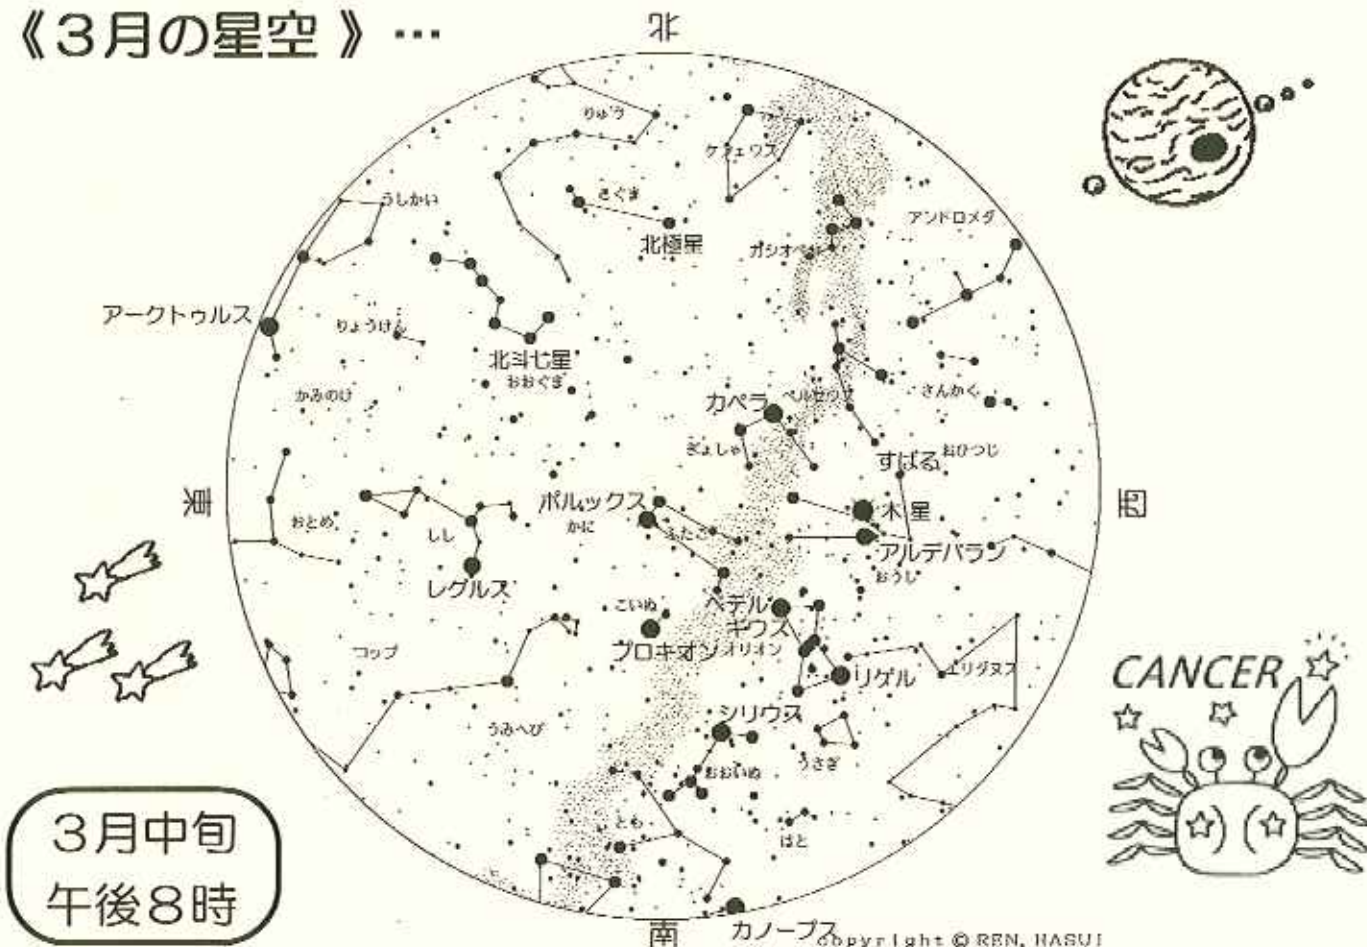 《３月の星空 》…
北
りゅう
ケフェウス
うしかい
こぐま
北極星
アンドロメダ
カシオペヤ
アークトゥルス
りょうけん
北斗七星
おおぐま
かみのけ
カペラ
ペルセウス
さんかく
ぎょしゃ
すばる
おひつじ
東
ポルックス
かに
ふたご
木星
西
おとめ
しし
アルデバラン
おうし
レグルス
こいぬ
ベテル
ギウス
プロキオン
オリオン
コップ
リゲル
エリダヌス
CANCER
シリウス
うみへび
おおいぬ
うさぎ
とも
はと
３月中旬
午後８時
南
カノープス
copyright © REN, HASUI